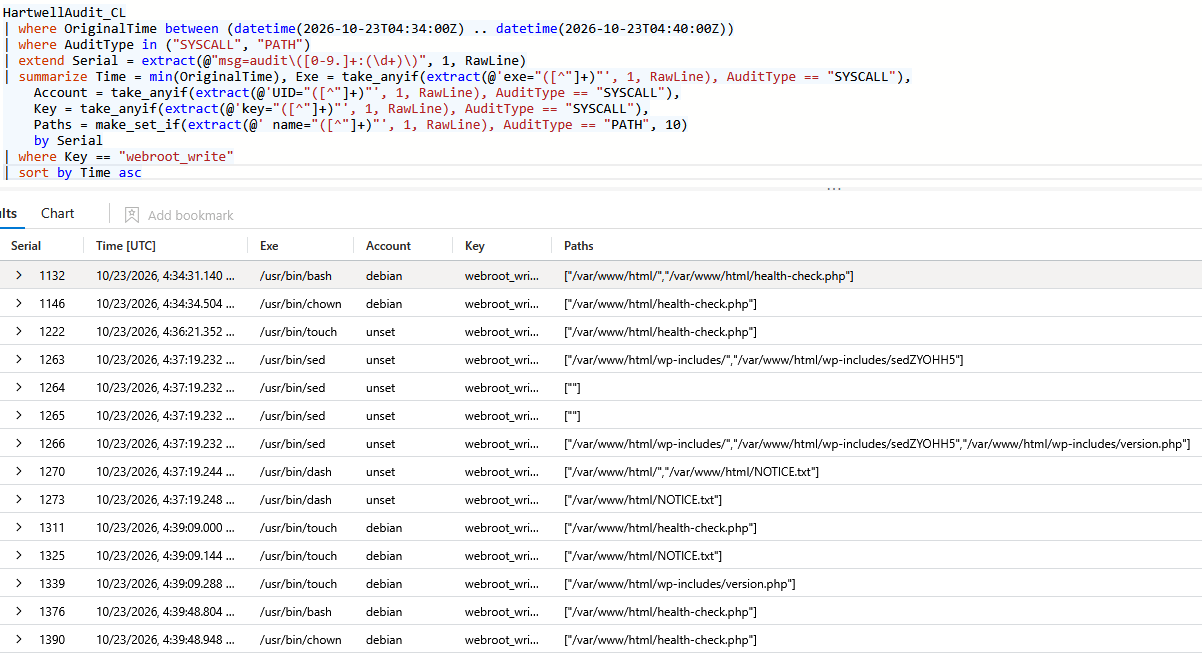 HartwellAudit_CL
| where OriginalTime between (datetime(2026-10-23T04:34:00Z) .. datetime(2026-10-23T04:40:00Z))
| where AuditType in ("SYSCALL", "PATH")
| extend Serial = extract(@"msg=audit\([0-9.]+:(\d+)\)", 1, RawLine)
| summarize Time = min(OriginalTime), Exe = take_anyif(extract(@'exe="([^"]+)"', 1, RawLine), AuditType == "SYSCALL"),
    Account = take_anyif(extract(@'UID="([^"]+)"', 1, RawLine), AuditType == "SYSCALL"),
    Key = take_anyif(extract(@'key="([^"]+)"', 1, RawLine), AuditType == "SYSCALL"),
    Paths = make_set_if(extract(@' name="([^"]+)"', 1, RawLine), AuditType == "PATH", 10)
    by Serial
| where Key == "webroot_write"
| sort by Time asc
...
lts Chart Add bookmark
Serial Time [UTC] Exe Account Key Paths
> 1132 10/23/2026, 4:34:31.140 ... /usr/bin/bash debian webroot_wri... ["/var/www/html/","/var/www/html/health-check.php"]
> 1146 10/23/2026, 4:34:34.504 ... /usr/bin/chown debian webroot_wri... ["/var/www/html/health-check.php"]
> 1222 10/23/2026, 4:36:21.352 ... /usr/bin/touch unset webroot_wri... ["/var/www/html/health-check.php"]
> 1263 10/23/2026, 4:37:19.232 ... /usr/bin/sed unset webroot_wri... ["/var/www/html/wp-includes/","/var/www/html/wp-includes/sedZYOHH5"]
> 1264 10/23/2026, 4:37:19.232 ... /usr/bin/sed unset webroot_wri... [""]
> 1265 10/23/2026, 4:37:19.232 ... /usr/bin/sed unset webroot_wri... [""]
> 1266 10/23/2026, 4:37:19.232 ... /usr/bin/sed unset webroot_wri... ["/var/www/html/wp-includes/","/var/www/html/wp-includes/sedZYOHH5","/var/www/html/wp-includes/version.php"]
> 1270 10/23/2026, 4:37:19.244 ... /usr/bin/dash unset webroot_wri... ["/var/www/html/","/var/www/html/NOTICE.txt"]
> 1273 10/23/2026, 4:37:19.248 ... /usr/bin/dash unset webroot_wri... ["/var/www/html/NOTICE.txt"]
> 1311 10/23/2026, 4:39:09.000 ... /usr/bin/touch debian webroot_wri... ["/var/www/html/health-check.php"]
> 1325 10/23/2026, 4:39:09.144 ... /usr/bin/touch debian webroot_wri... ["/var/www/html/NOTICE.txt"]
> 1339 10/23/2026, 4:39:09.288 ... /usr/bin/touch debian webroot_wri... ["/var/www/html/wp-includes/version.php"]
> 1376 10/23/2026, 4:39:48.804 ... /usr/bin/bash debian webroot_wri... ["/var/www/html/health-check.php"]
> 1390 10/23/2026, 4:39:48.948 ... /usr/bin/chown debian webroot_wri... ["/var/www/html/health-check.php"]